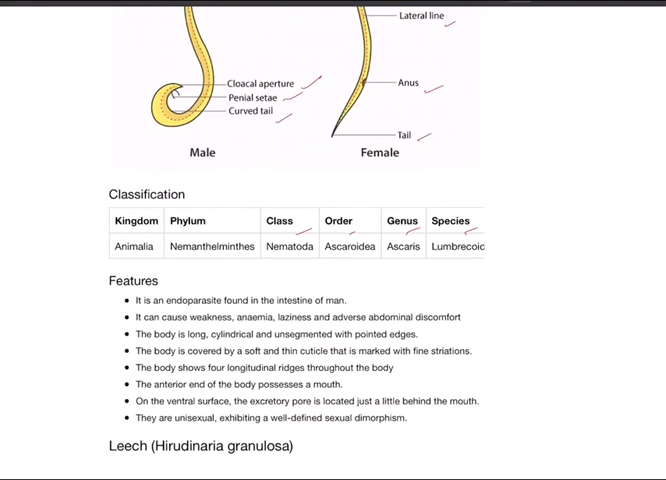 Lateral line
Cloacal aperture
Penial setae
Curved tail
Anus
Tail
Male
Female
Classification
Kingdom Phylum Class Order Genus Species
Animalia Nemanthelminthes Nematoda Ascaroidea Ascaris Lumbrecoid
Features
• It is an endoparasite found in the intestine of man.
• It can cause weakness, anaemia, laziness and adverse abdominal discomfort
• The body is long, cylindrical and unsegmented with pointed edges.
• The body is covered by a soft and thin cuticle that is marked with fine striations.
• The body shows four longitudinal ridges throughout the body
• The anterior end of the body possesses a mouth.
• On the ventral surface, the excretory pore is located just a little behind the mouth.
• They are unisexual, exhibiting a well-defined sexual dimorphism.
Leech (Hirudinaria granulosa)